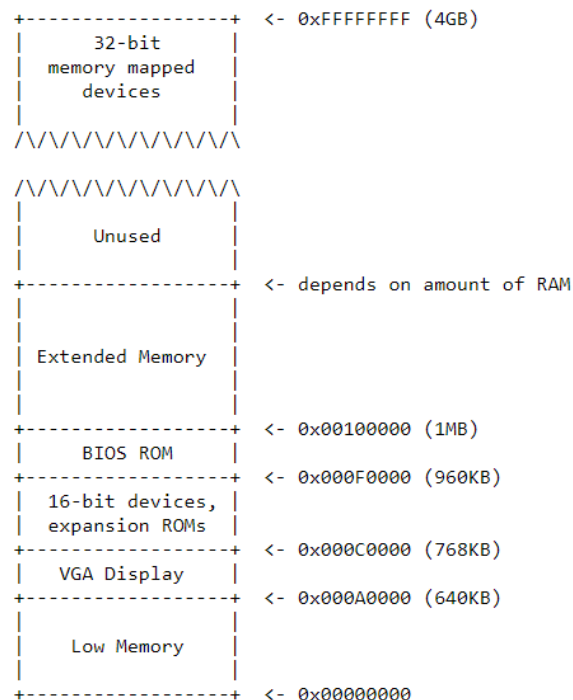 +------------------+  <- 0xFFFFFFFF (4GB)
|      32-bit      |
|  memory mapped   |
|     devices      |
|                  |
/\/\/\/\/\/\/\/\/\/\

/\/\/\/\/\/\/\/\/\/\
|                  |
|      Unused      |
|                  |
+------------------+  <- depends on amount of RAM
|                  |
|                  |
| Extended Memory  |
|                  |
|                  |
+------------------+  <- 0x00100000 (1MB)
|     BIOS ROM     |
+------------------+  <- 0x000F0000 (960KB)
|  16-bit devices, |
|  expansion ROMs  |
+------------------+  <- 0x000C0000 (768KB)
|   VGA Display    |
+------------------+  <- 0x000A0000 (640KB)
|                  |
|    Low Memory    |
|                  |
+------------------+  <- 0x00000000